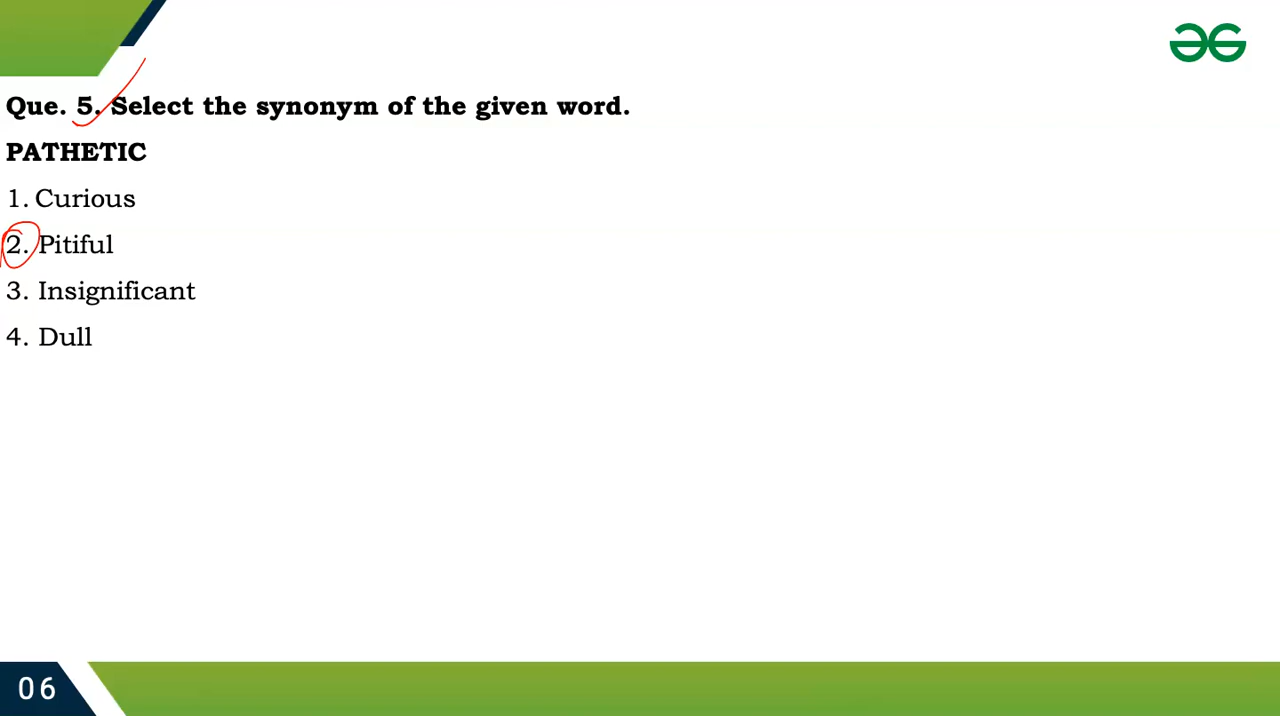 Que. 5. Select the synonym of the given word.
PATHETIC
1. Curious
2. Pitiful
3. Insignificant
4. Dull
06